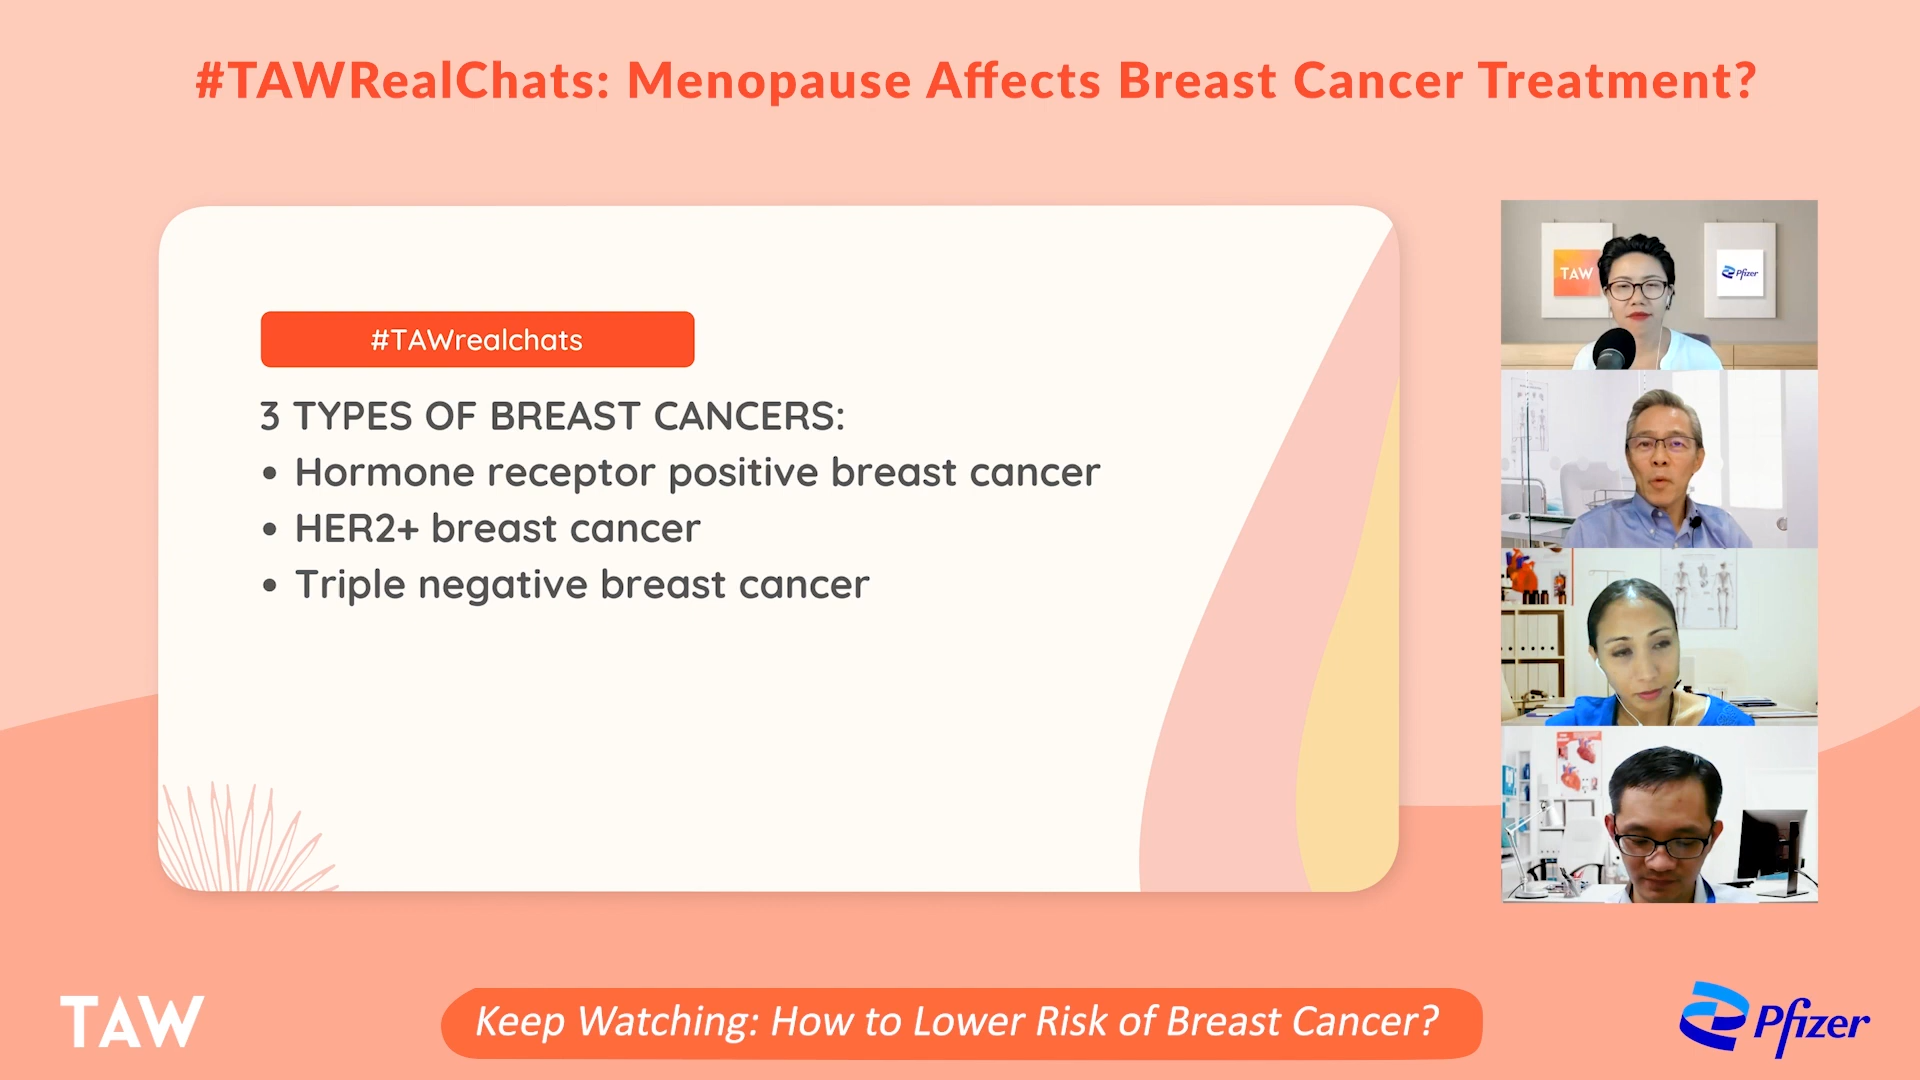 #TAWRealChats: Menopause Affects Breast Cancer Treatment?
#TAWrealchats
3 TYPES OF BREAST CANCERS:
• Hormone receptor positive breast cancer
• HER2+ breast cancer
• Triple negative breast cancer
TAW
Pfizer
TAW
Keep Watching: How to Lower Risk of Breast Cancer?
Pfizer